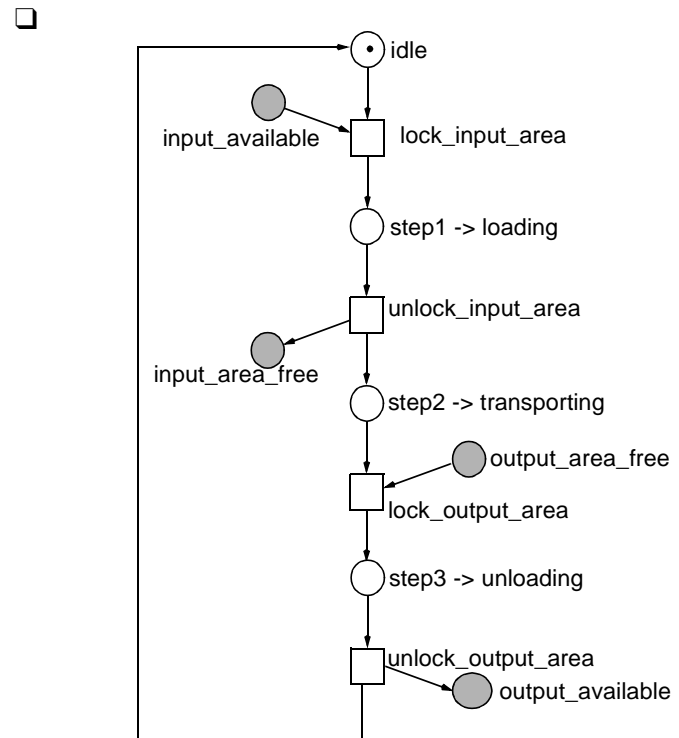 ❑
idle
input_available
lock_input_area
step1 -> loading
unlock_input_area
input_area_free
step2 -> transporting
output_area_free
lock_output_area
step3 -> unloading
unlock_output_area
output_available